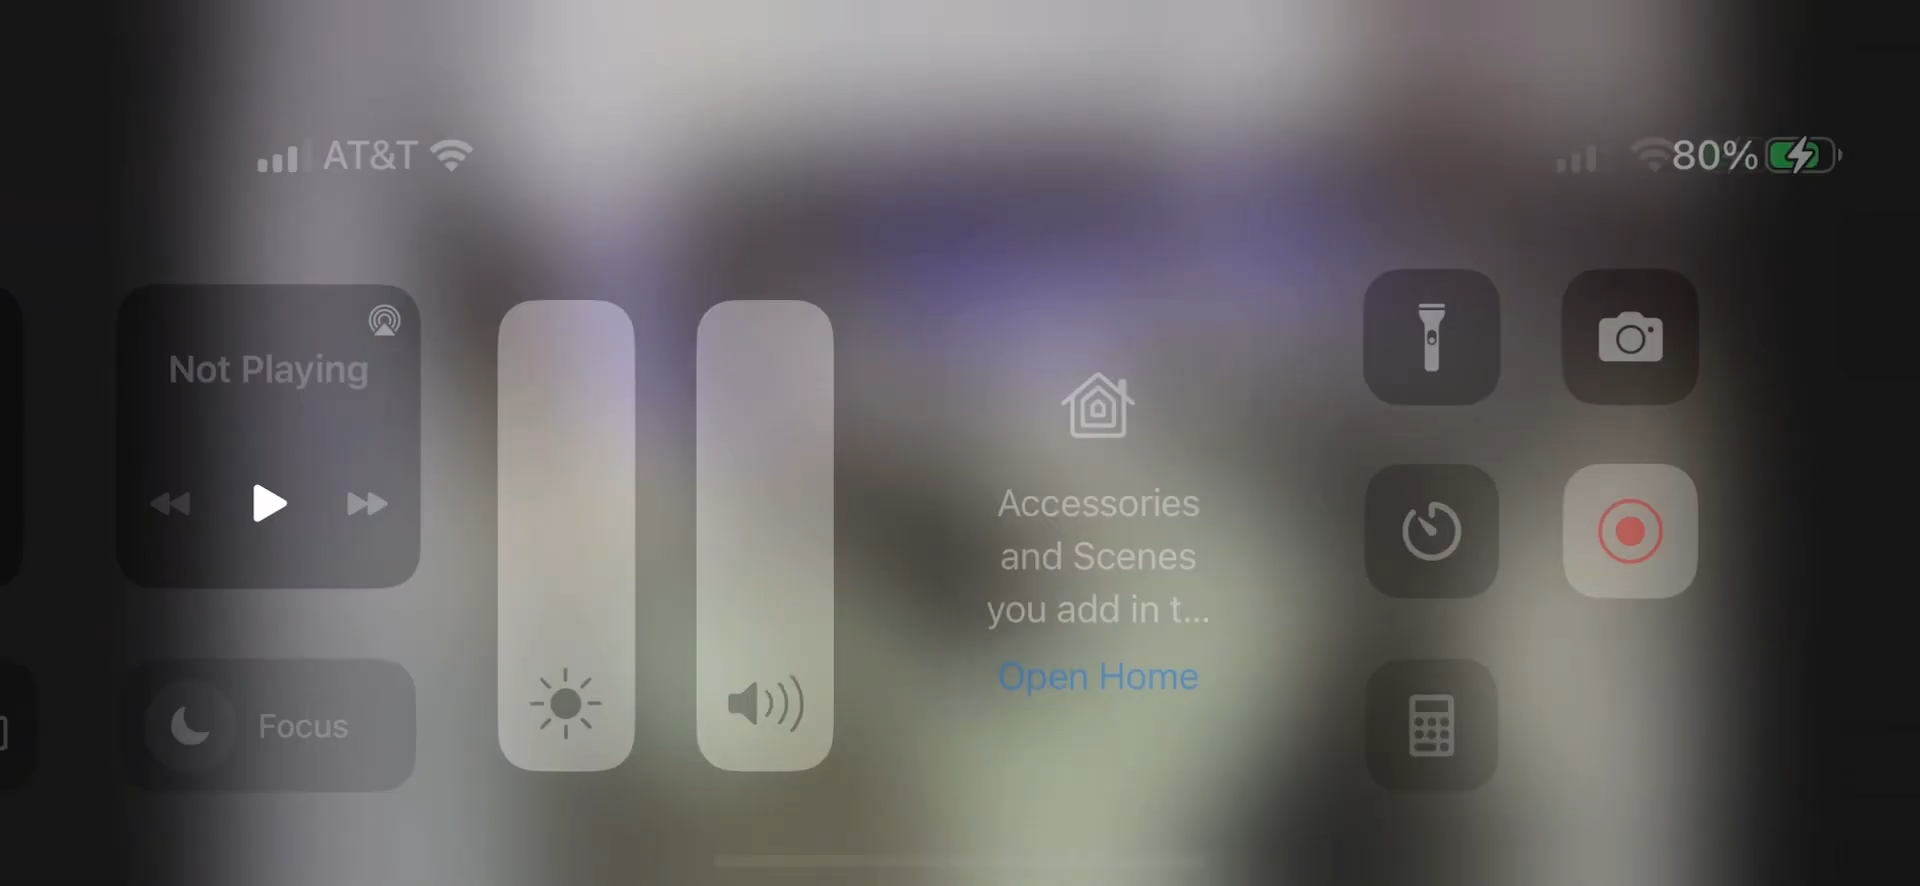 AT&T
80%
Not Playing
Accessories
and Scenes
you add in t...
Open Home
Focus